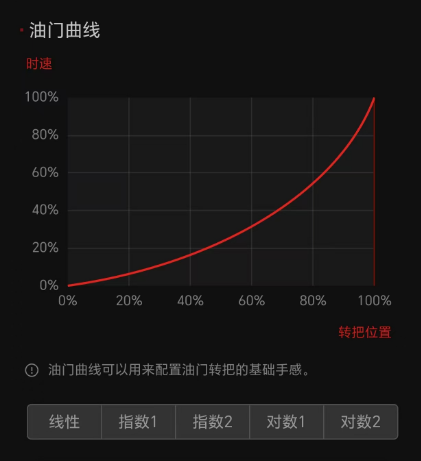 油门曲线
时速
100%
80%
60%
40%
20%
0%
0% 20% 40% 60% 80% 100%
转把位置
油门曲线可以用来配置油门转把的基础手感。
线性 指数1 指数2 对数1 对数2